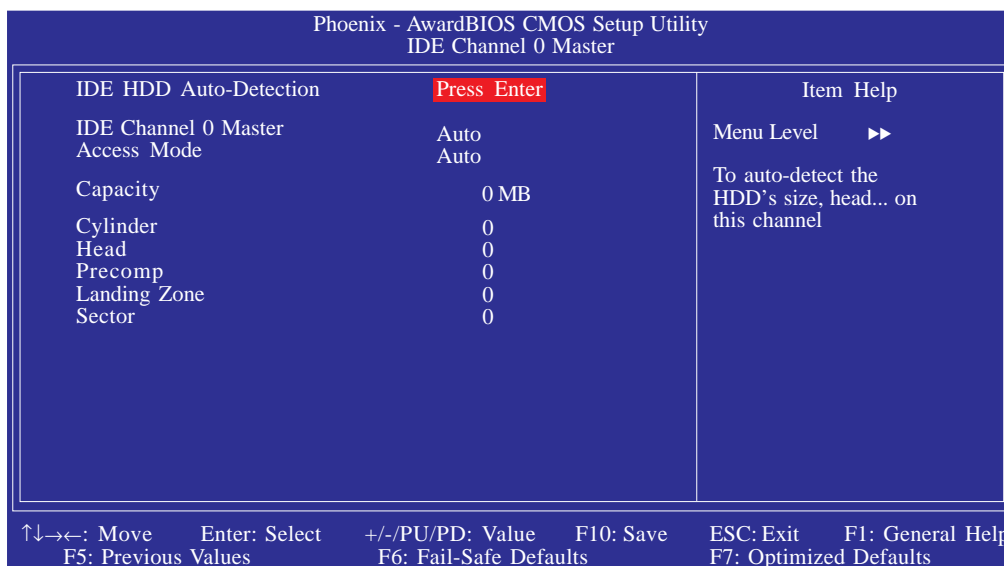 Phoenix - AwardBIOS CMOS Setup Utility
IDE Channel 0 Master
IDE HDD Auto-Detection Press Enter
IDE Channel 0 Master Auto
Access Mode Auto
Capacity 0 MB
Cylinder 0
Head 0
Precomp 0
Landing Zone 0
Sector 0
Item Help
Menu Level ▶▶
To auto-detect the
HDD's size, head... on
this channel
↑↓→←: Move Enter: Select +/-/PU/PD: Value F10: Save ESC: Exit F1: General Help
F5: Previous Values F6: Fail-Safe Defaults F7: Optimized Defaults